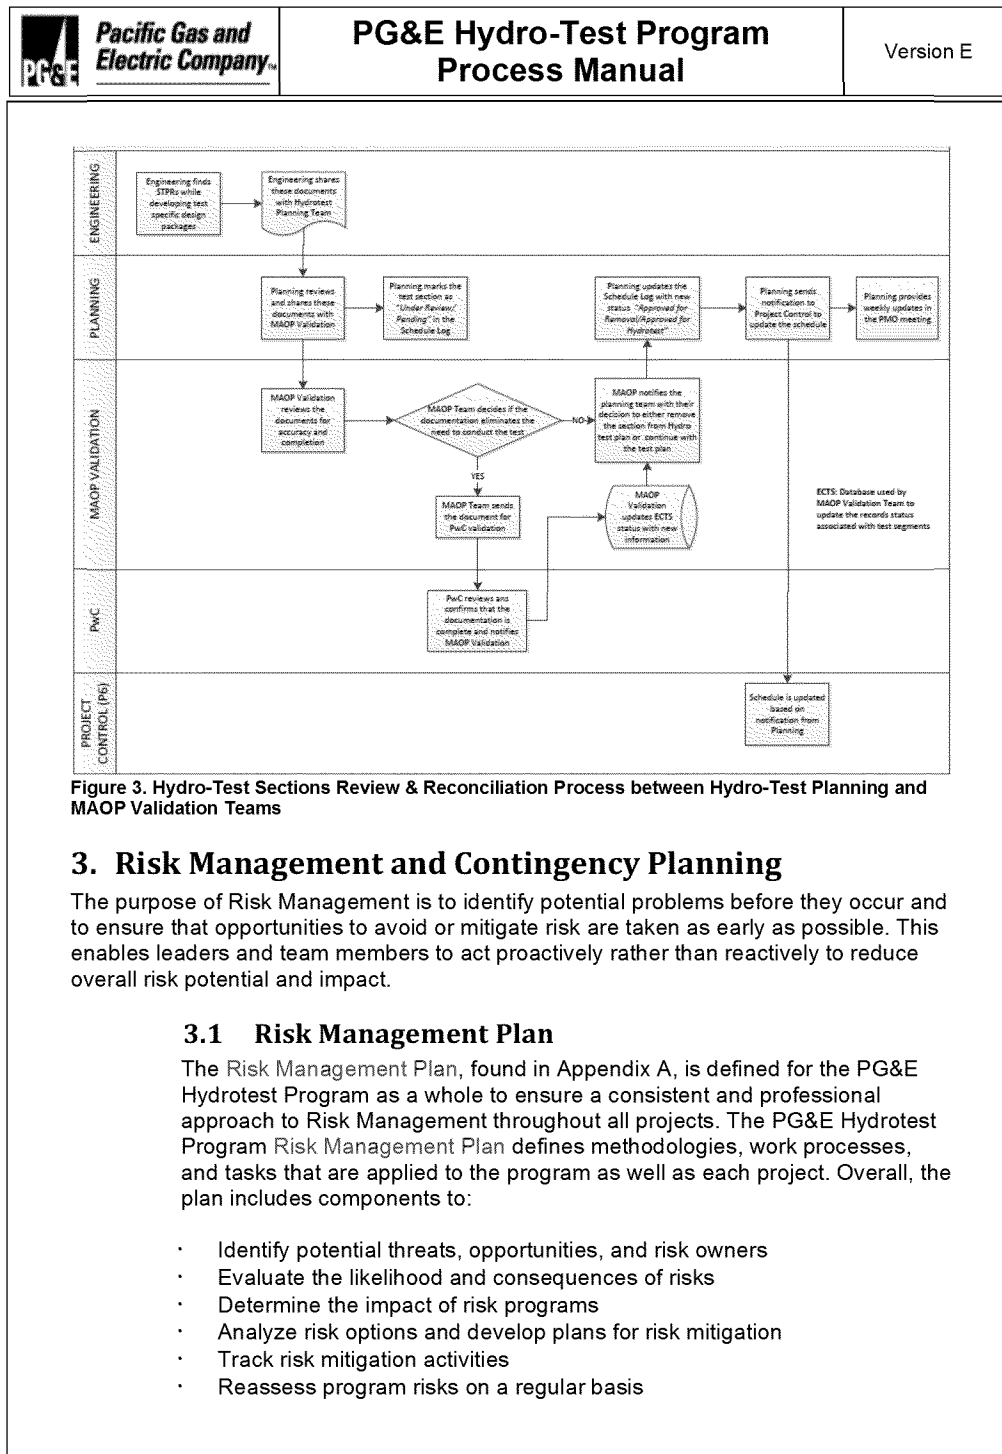 Pacific Gas and
Electric Company™
PG&E
PG&E Hydro-Test Program
Process Manual
Version E
ENGINEERING
Engineering finds
STPRs while
developing test
specific design
packages
Engineering shares
these documents
with Hydrotest
Planning Team
PLANNING
Planning reviews
and shares these
documents with
MAOP Validation
Planning marks the
test section as
"Under Review/
Pending" in the
Schedule Log
Planning updates the
Schedule Log with new
status "Approved for
Removal/Approved for
Hydrotest"
Planning sends
notification to
Project Control to
update the schedule
Planning provides
weekly updates in
the PMO meeting
MAOP VALIDATION
MAOP Validation
reviews the
documents for
accuracy and
completion
MAOP Team decides if the
documentation eliminates the
need to conduct the test
NO
YES
MAOP notifies the
planning team with their
decision to either remove
the section from Hydro
test plan or continue with
the test plan
MAOP Team sends
the document for
PwC validation
MAOP
Validation
updates ECTS
status with new
information
ECTS: Database used by
MAOP Validation Team to
update the records status
associated with test segments
PwC
PwC reviews ans
confirms that the
documentation is
complete and notifies
MAOP Validation
PROJECT
CONTROL (P6)
Schedule is updated
based on
notification from
Planning
Figure 3. Hydro-Test Sections Review & Reconciliation Process between Hydro-Test Planning and
MAOP Validation Teams
3. Risk Management and Contingency Planning
The purpose of Risk Management is to identify potential problems before they occur and
to ensure that opportunities to avoid or mitigate risk are taken as early as possible. This
enables leaders and team members to act proactively rather than reactively to reduce
overall risk potential and impact.
3.1 Risk Management Plan
The Risk Management Plan, found in Appendix A, is defined for the PG&E
Hydrotest Program as a whole to ensure a consistent and professional
approach to Risk Management throughout all projects. The PG&E Hydrotest
Program Risk Management Plan defines methodologies, work processes,
and tasks that are applied to the program as well as each project. Overall, the
plan includes components to:
· Identify potential threats, opportunities, and risk owners
· Evaluate the likelihood and consequences of risks
· Determine the impact of risk programs
· Analyze risk options and develop plans for risk mitigation
· Track risk mitigation activities
· Reassess program risks on a regular basis